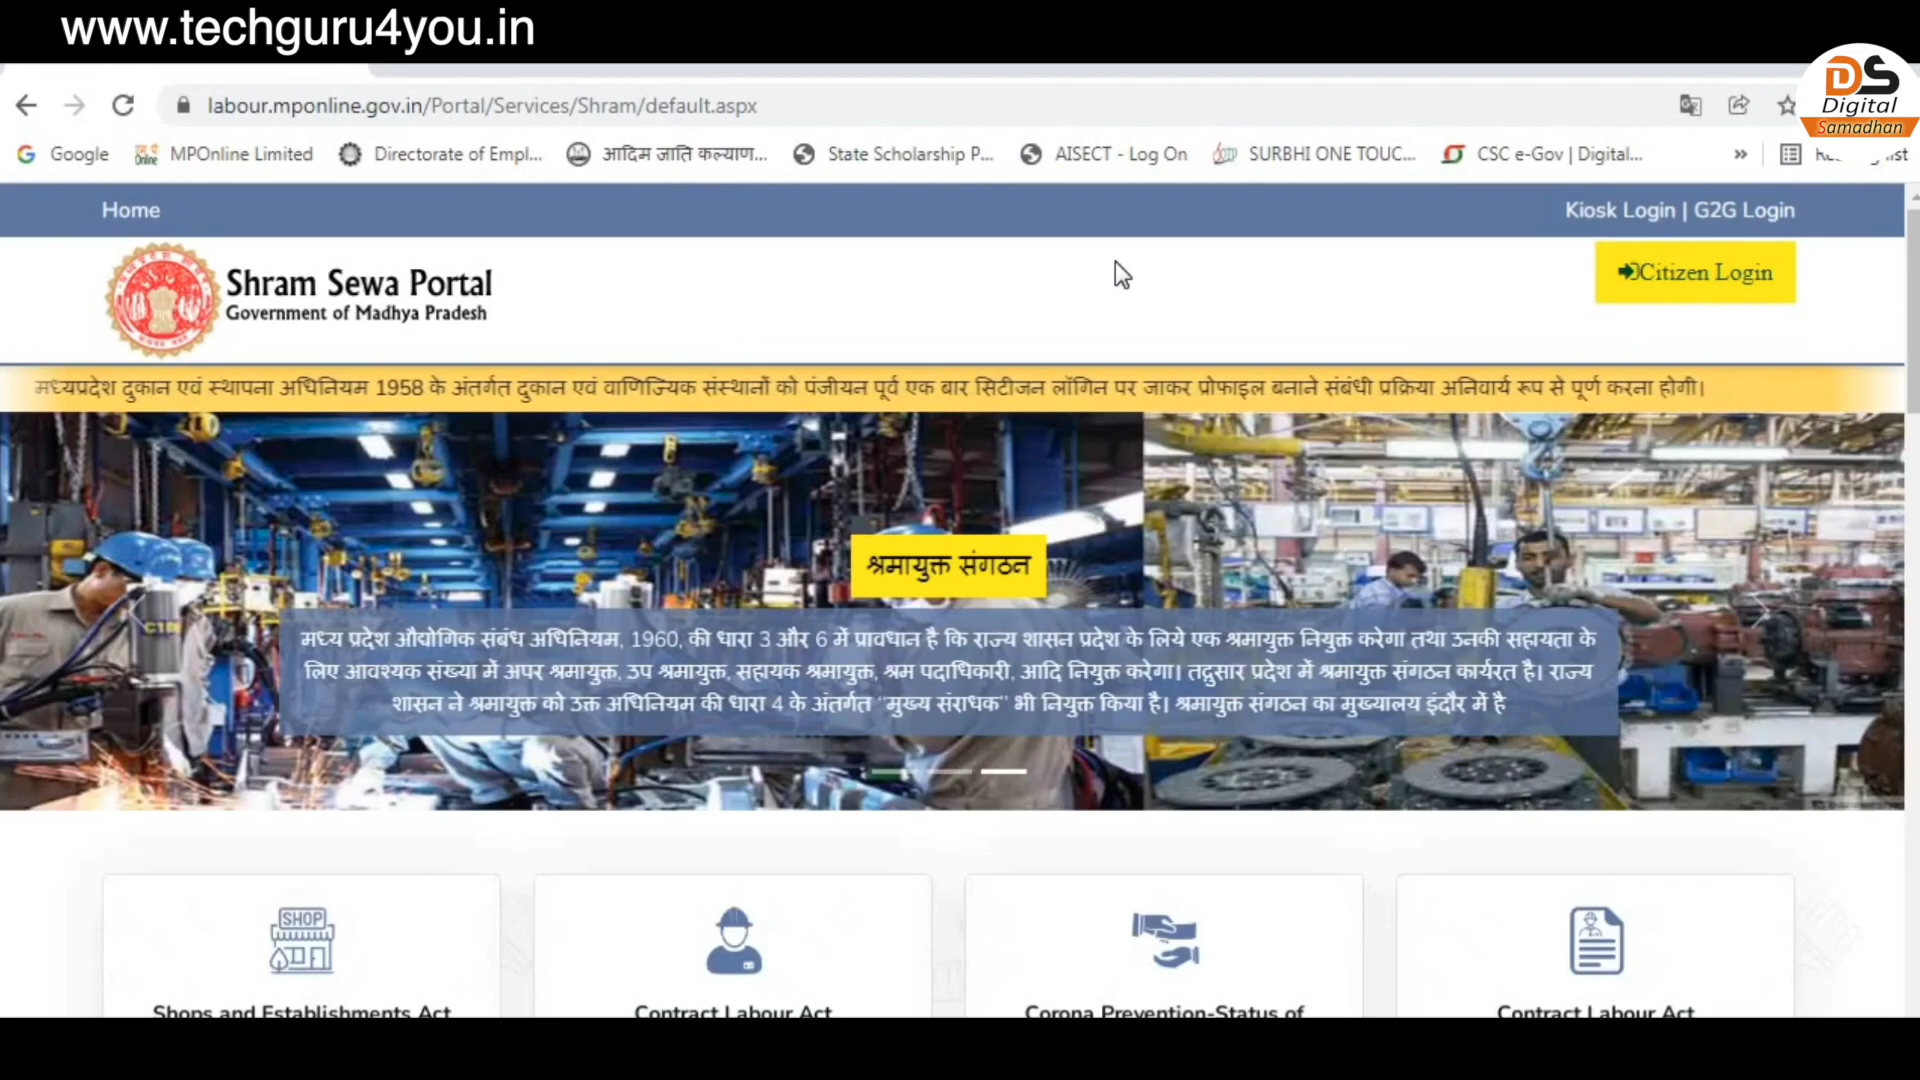 www.techguru4you.in
DS
Digital
Samadhan
labour.mponline.gov.in/Portal/Services/Shram/default.aspx
Google MPOnline Limited Directorate of Empl... आदिम जाति कल्याण... State Scholarship P... AISECT - Log On SURBHI ONE TOUC... CSC e-Gov | Digital... »
Home Kiosk Login | G2G Login
Shram Sewa Portal
Government of Madhya Pradesh
Citizen Login
मध्यप्रदेश दुकान एवं स्थापना अधिनियम 1958 के अंतर्गत दुकान एवं वाणिज्यिक संस्थानों को पंजीयन पूर्व एक बार सिटीजन लॉगिन पर जाकर प्रोफाइल बनाने संबंधी प्रक्रिया अनिवार्य रूप से पूर्ण करना होगी।
श्रमायुक्त संगठन
मध्य प्रदेश औद्योगिक संबंध अधिनियम, 1960, की धारा 3 और 6 में प्रावधान है कि राज्य शासन प्रदेश के लिये एक श्रमायुक्त नियुक्त करेगा तथा उनकी सहायता के
लिए आवश्यक संख्या में अपर श्रमायुक्त, उप श्रमायुक्त, सहायक श्रमायुक्त, श्रम पदाधिकारी, आदि नियुक्त करेगा। तद्नुसार प्रदेश में श्रमायुक्त संगठन कार्यरत है। राज्य
शासन ने श्रमायुक्त को उक्त अधिनियम की धारा 4 के अंतर्गत "मुख्य संराधक" भी नियुक्त किया है। श्रमायुक्त संगठन का मुख्यालय इंदौर में है
SHOP
Shops and Establishments Act Contract Labour Act Corona Prevention-Status of Contract Labour Act